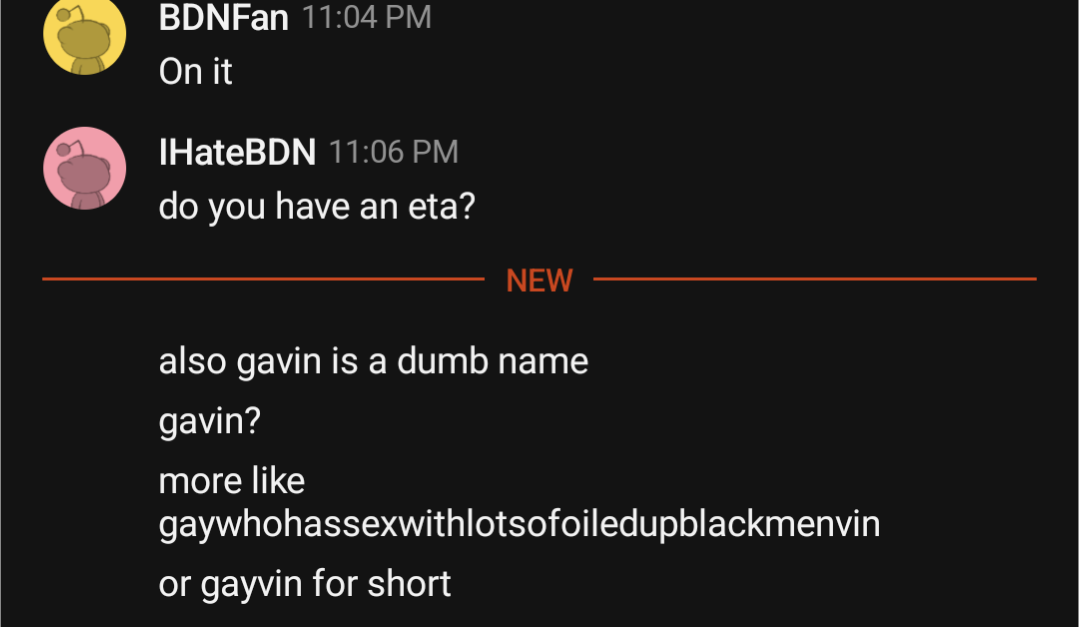 BDNFan 11:04 PM
On it
IHateBDN 11:06 PM
do you have an eta?
NEW
also gavin is a dumb name
gavin?
more like
gaywhohassexwithlotsofoiledupblackmenvin
or gayvin for short